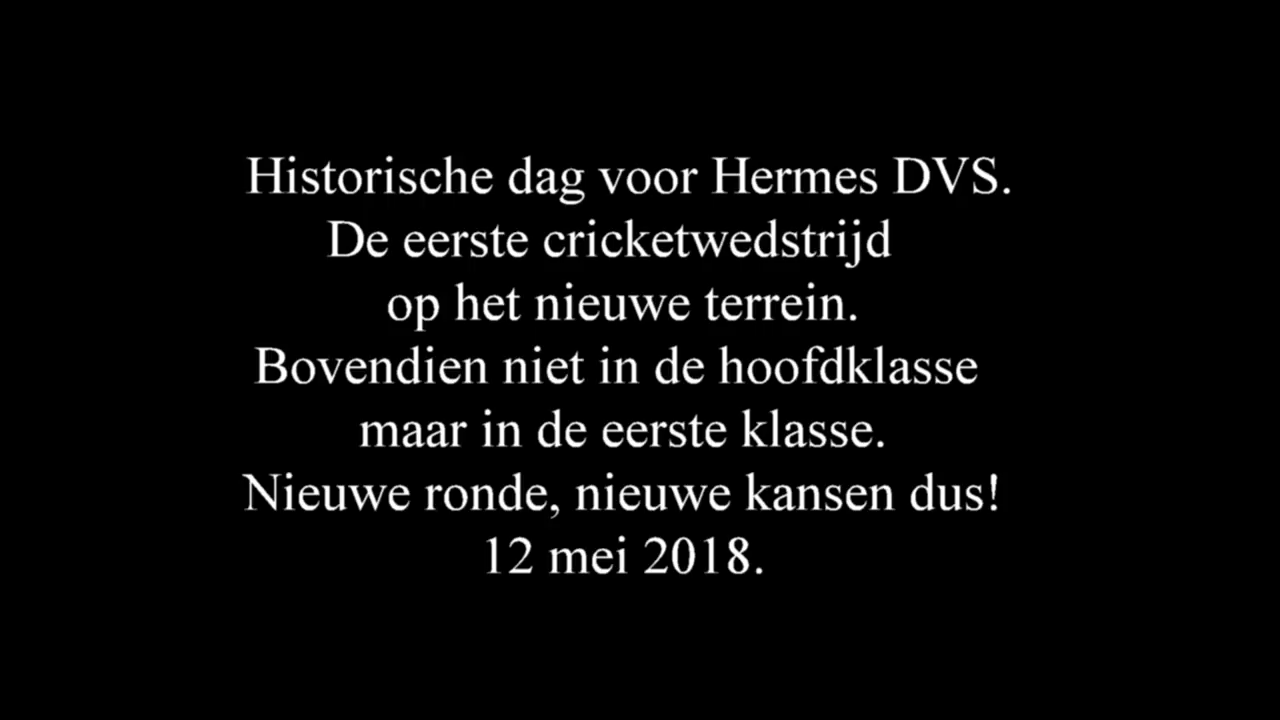 Historische dag voor Hermes DVS.
De eerste cricketwedstrijd
op het nieuwe terrein.
Bovendien niet in de hoofdklasse
maar in de eerste klasse.
Nieuwe ronde, nieuwe kansen dus!
12 mei 2018.